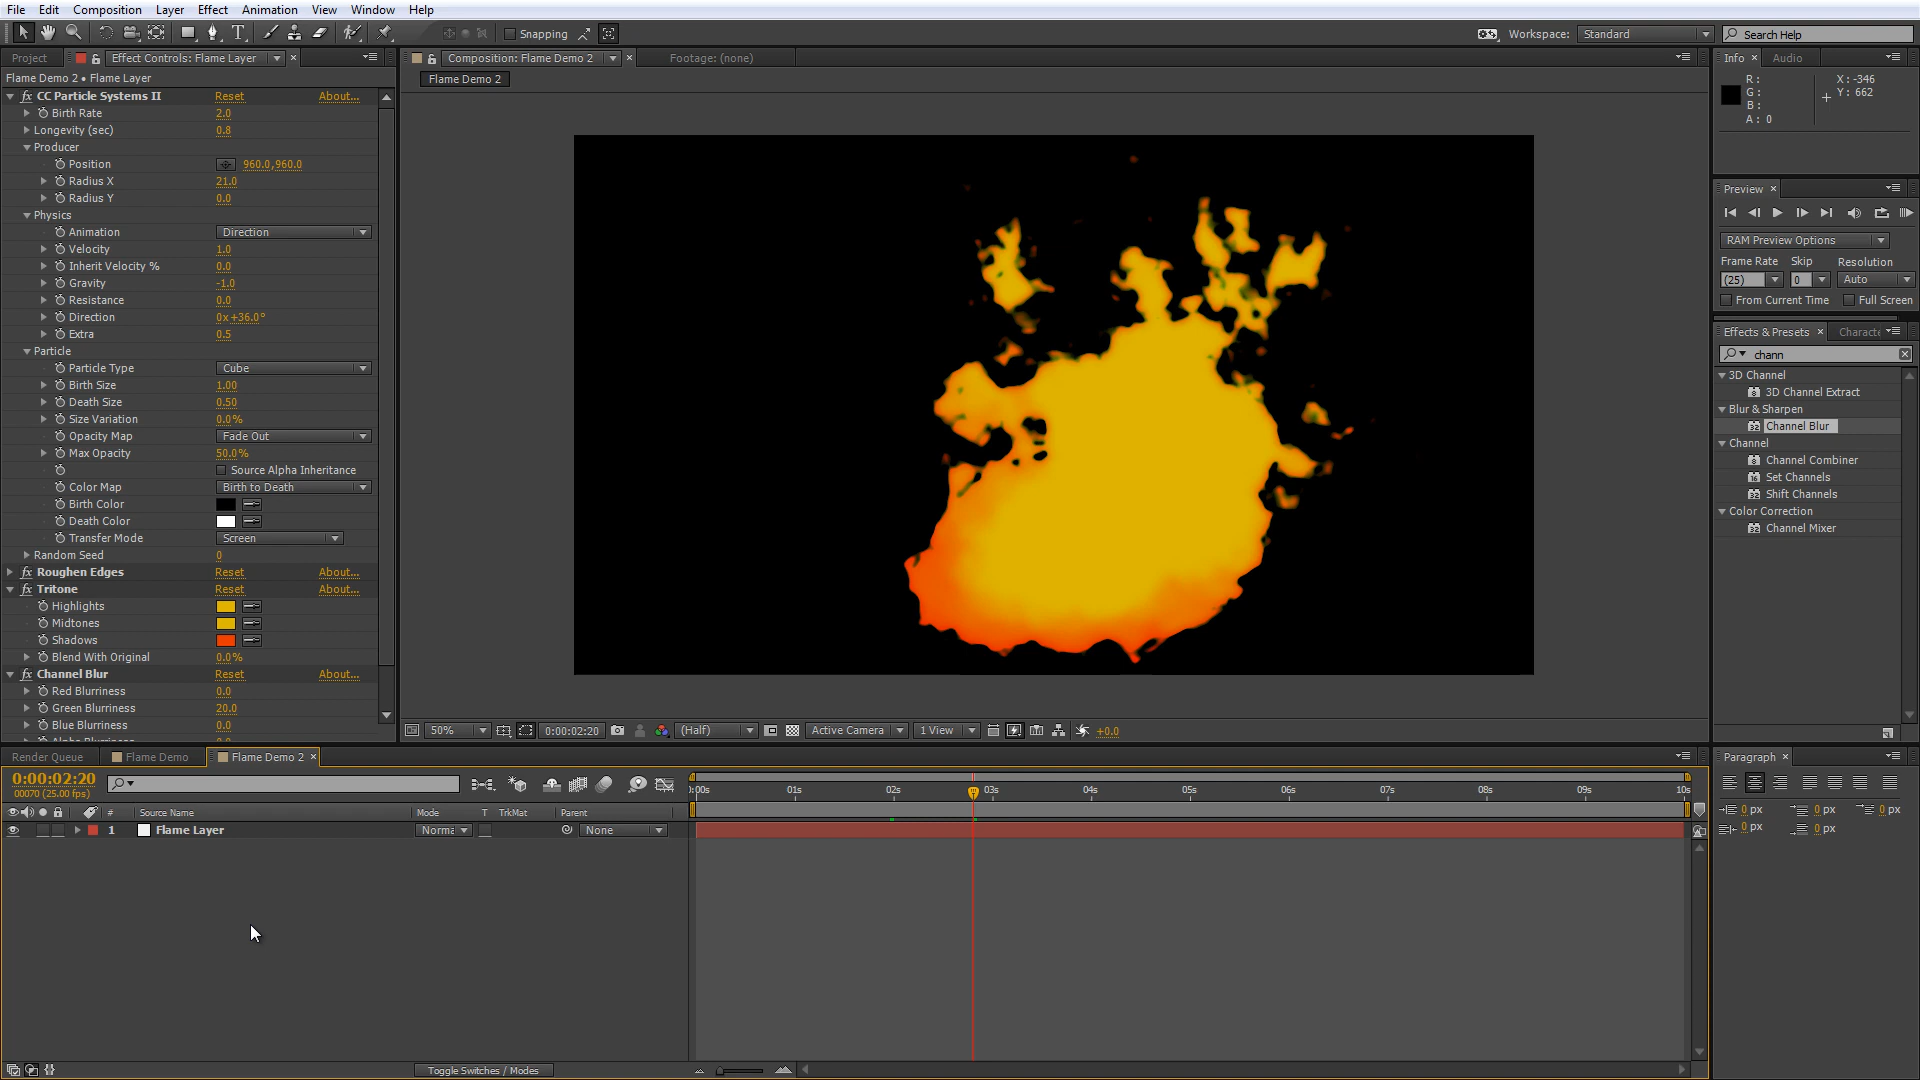 File Edit Composition Layer Effect Animation View Window Help
Snapping
Workspace: Standard
Search Help
Project
Effect Controls: Flame Layer
Composition: Flame Demo 2
Footage: (none)
Flame Demo 2 • Flame Layer
Flame Demo 2
CC Particle Systems II Reset About...
Birth Rate 2.0
Longevity (sec) 0.8
Producer
Position 960.0,960.0
Radius X 21.0
Radius Y 0.0
Physics
Animation Direction
Velocity 1.0
Inherit Velocity % 0.0
Gravity -1.0
Resistance 0.0
Direction 0x+36.0°
Extra 0.5
Particle
Particle Type Cube
Birth Size 1.00
Death Size 0.50
Size Variation 0.0%
Opacity Map Fade Out
Max Opacity 50.0%
Source Alpha Inheritance
Color Map Birth to Death
Birth Color
Death Color
Transfer Mode Screen
Random Seed 0
Roughen Edges Reset About...
Tritone Reset About...
Highlights
Midtones
Shadows
Blend With Original 0.0%
Channel Blur Reset About...
Red Blurriness 0.0
Green Blurriness 20.0
Blue Blurriness 0.0
50% 0:00:02:20 (Half) Active Camera 1 View +0.0
Info Audio
R: X: -346
G: Y: 662
B:
A: 0
Preview
RAM Preview Options
Frame Rate Skip Resolution
(25) 0 Auto
From Current Time Full Screen
Effects & Presets Characte
chann
3D Channel
3D Channel Extract
Blur & Sharpen
Channel Blur
Channel
Channel Combiner
Set Channels
Shift Channels
Color Correction
Channel Mixer
Render Queue Flame Demo Flame Demo 2
0:00:02:20
00070 (25.00 fps)
# Source Name Mode T TrkMat Parent
1 Flame Layer Norma None
):00s 01s 02s 03s 04s 05s 06s 07s 08s 09s 10s
Toggle Switches / Modes
Paragraph
0 px 0 px 0 px
0 px 0 px